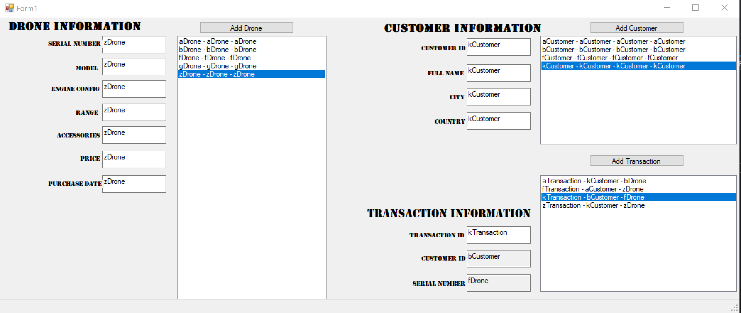 Form1
DRONE INFORMATION
Add Drone
SERIAL NUMBER zDrone
MODEL zDrone
ENGINE CONFIG zDrone
RANGE zDrone
ACCESSORIES zDrone
PRICE zDrone
PURCHASE DATE zDrone
aDrone - aDrone - aDrone
bDrone - bDrone - bDrone
fDrone - fDrone - fDrone
gDrone - gDrone - gDrone
zDrone - zDrone - zDrone
CUSTOMER INFORMATION
Add Customer
CUSTOMER ID kCustomer
FULL NAME kCustomer
CITY kCustomer
COUNTRY kCustomer
aCustomer - aCustomer - aCustomer - aCustomer
bCustomer - bCustomer - bCustomer - bCustomer
fCustomer - fCustomer - fCustomer - fCustomer
kCustomer - kCustomer - kCustomer - kCustomer
Add Transaction
TRANSACTION INFORMATION
TRANSACTION ID kTransaction
CUSTOMER ID bCustomer
SERIAL NUMBER fDrone
aTransaction - kCustomer - bDrone
fTransaction - aCustomer - zDrone
kTransaction - bCustomer - fDrone
zTransaction - kCustomer - zDrone